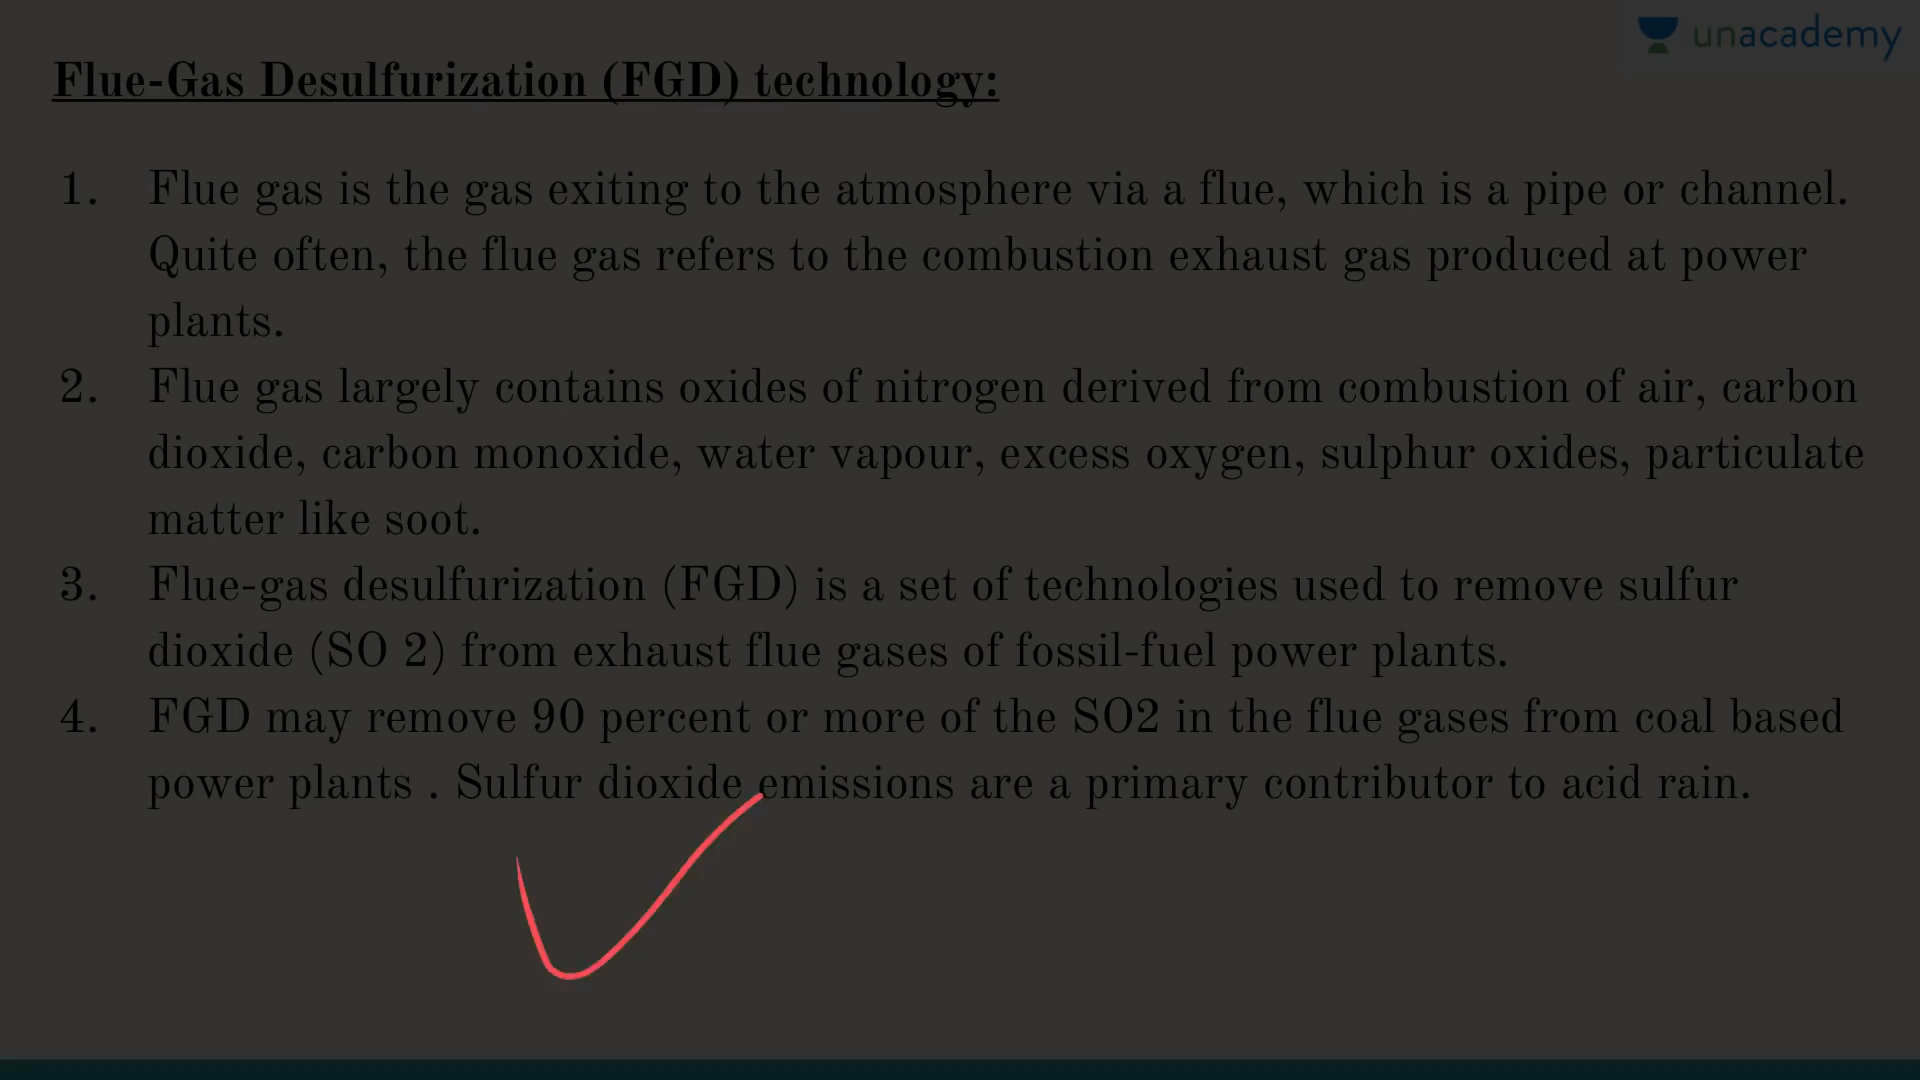 unacademy
Flue-Gas Desulfurization (FGD) technology:
1. Flue gas is the gas exiting to the atmosphere via a flue, which is a pipe or channel.
Quite often, the flue gas refers to the combustion exhaust gas produced at power
plants.
2. Flue gas largely contains oxides of nitrogen derived from combustion of air, carbon
dioxide, carbon monoxide, water vapour, excess oxygen, sulphur oxides, particulate
matter like soot.
3. Flue-gas desulfurization (FGD) is a set of technologies used to remove sulfur
dioxide (SO 2) from exhaust flue gases of fossil-fuel power plants.
4. FGD may remove 90 percent or more of the SO2 in the flue gases from coal based
power plants . Sulfur dioxide emissions are a primary contributor to acid rain.